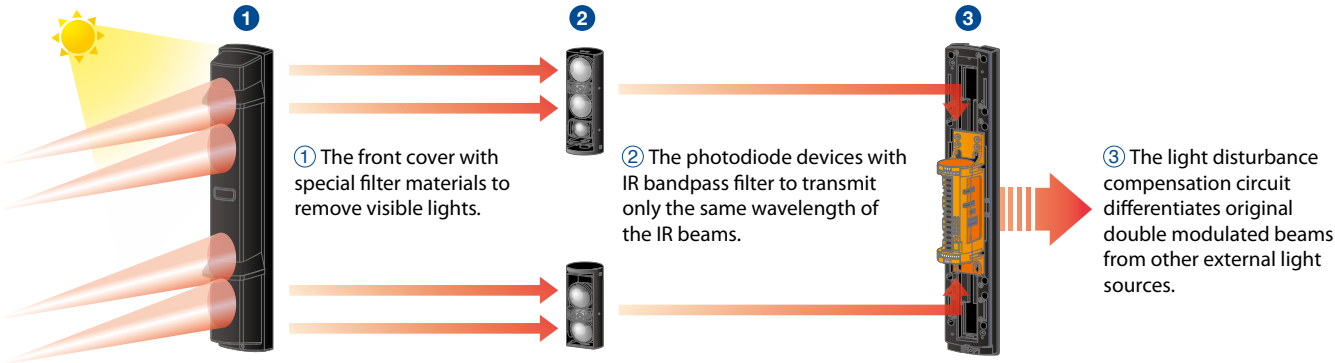 1
2
3
① The front cover with
special filter materials to
remove visible lights.
② The photodiode devices with
IR bandpass filter to transmit
only the same wavelength of
the IR beams.
③ The light disturbance
compensation circuit
differentiates original
double modulated beams
from other external light
sources.